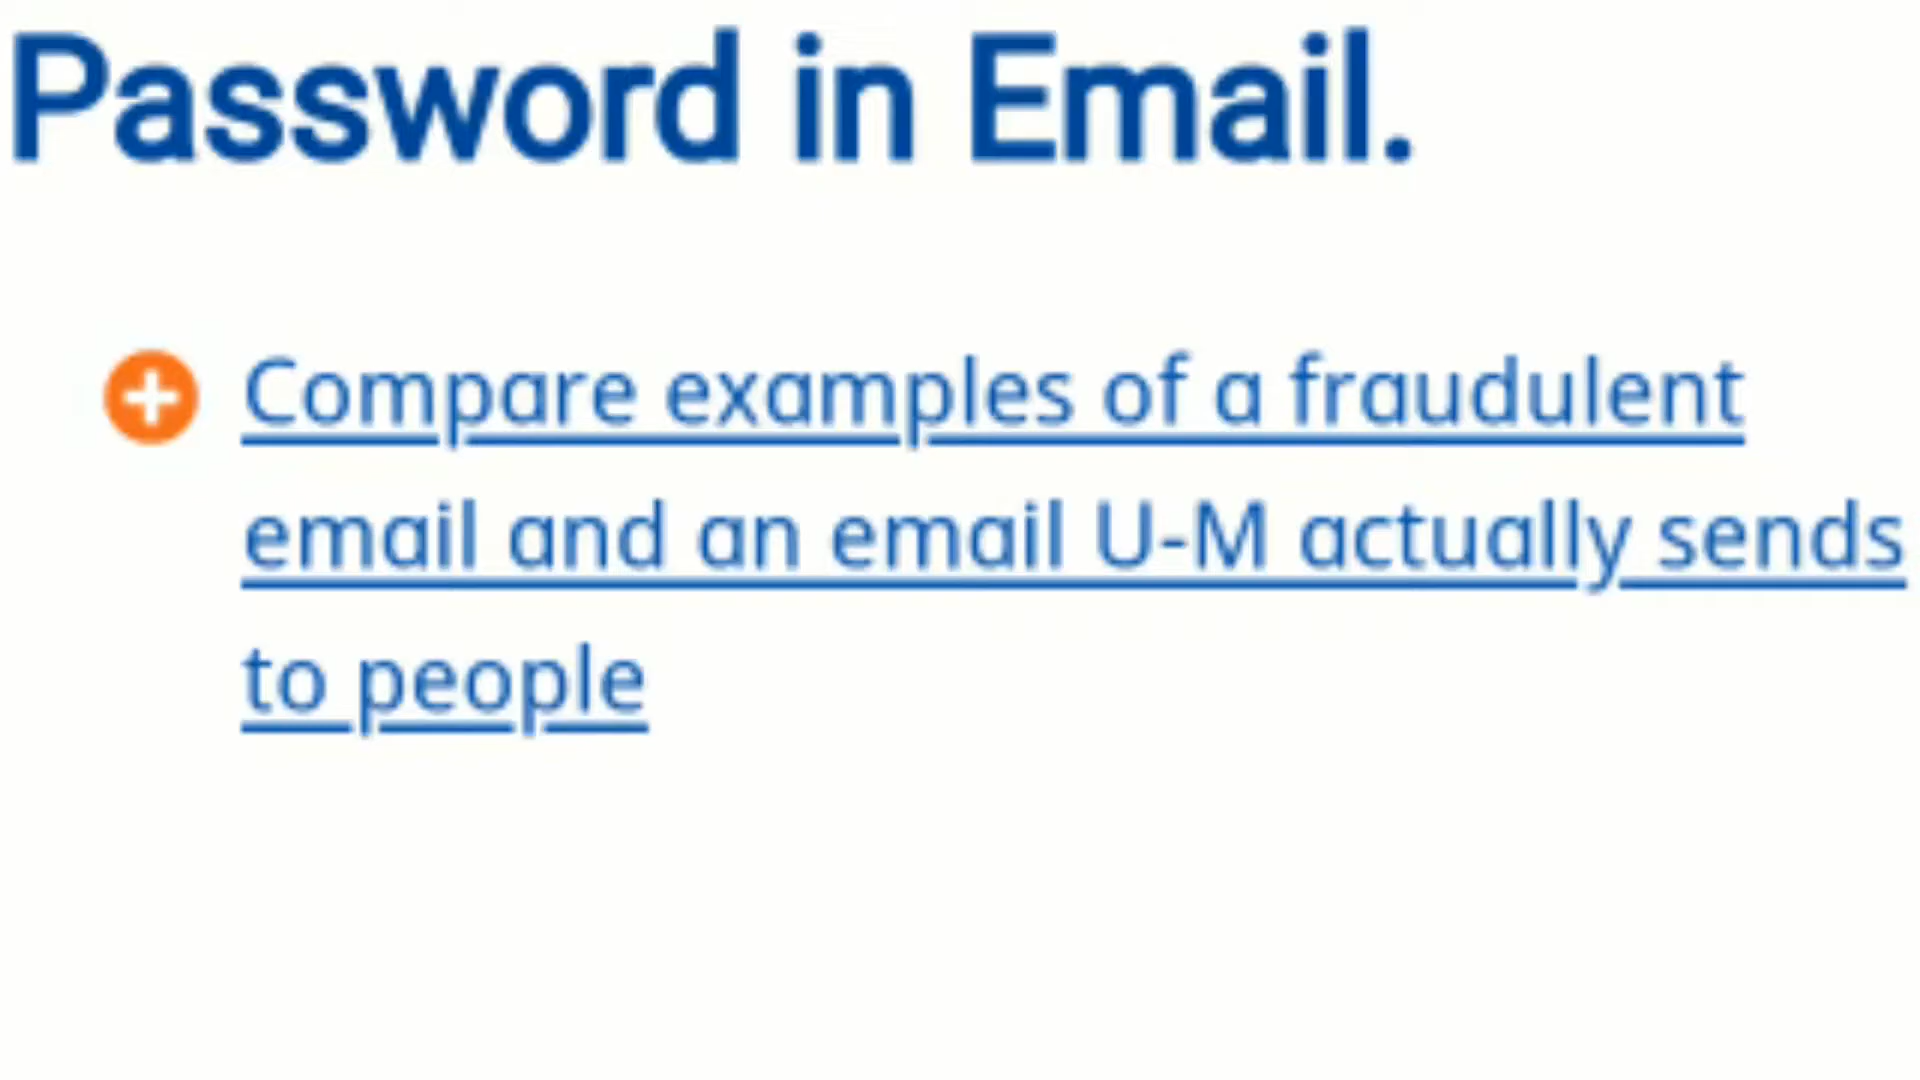 Password in Email.
Compare examples of a fraudulent
email and an email U-M actually sends
to people